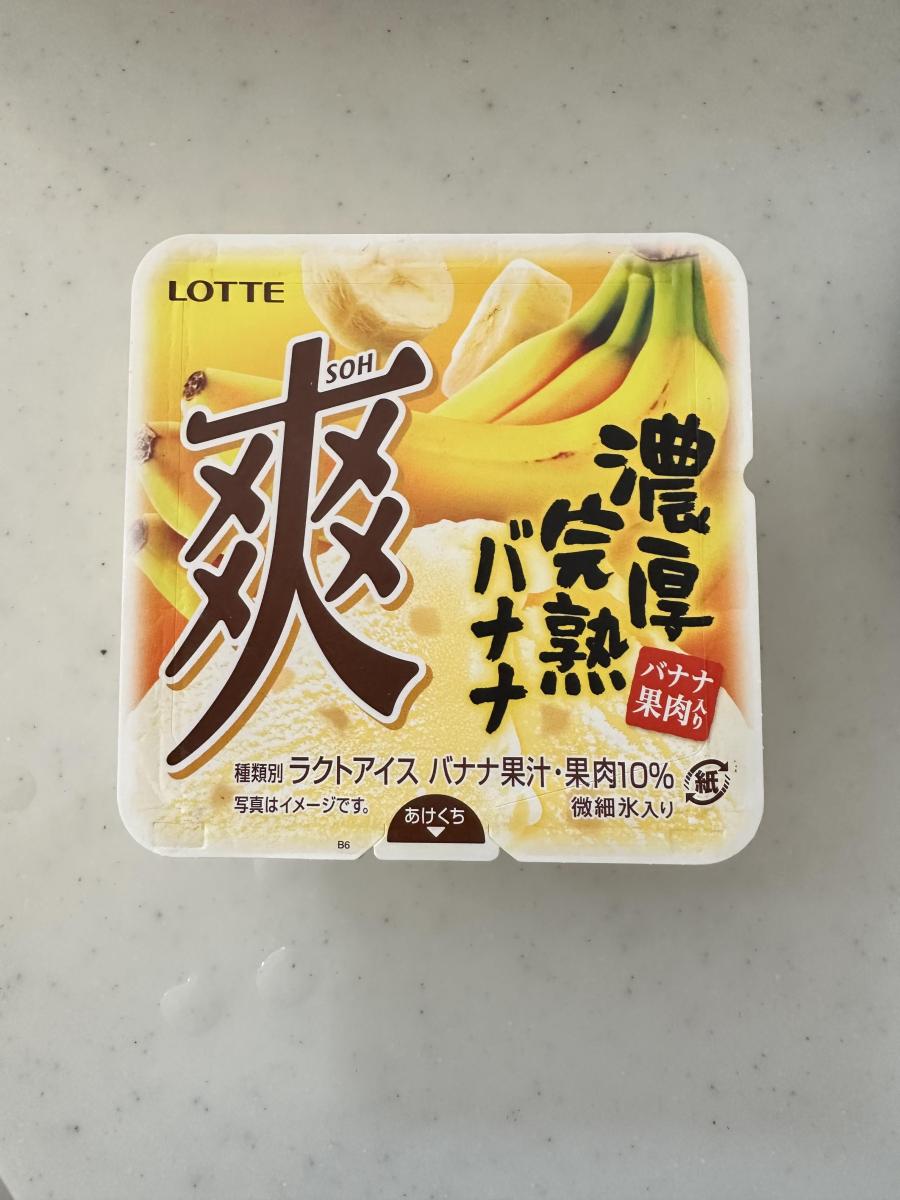 LOTTE
爽
SOH
濃厚
完熟
バナナ
バナナ
果肉入り
種類別 ラクトアイス バナナ果汁・果肉10%
写真はイメージです。
微細氷入り
紙
あけくち
B6